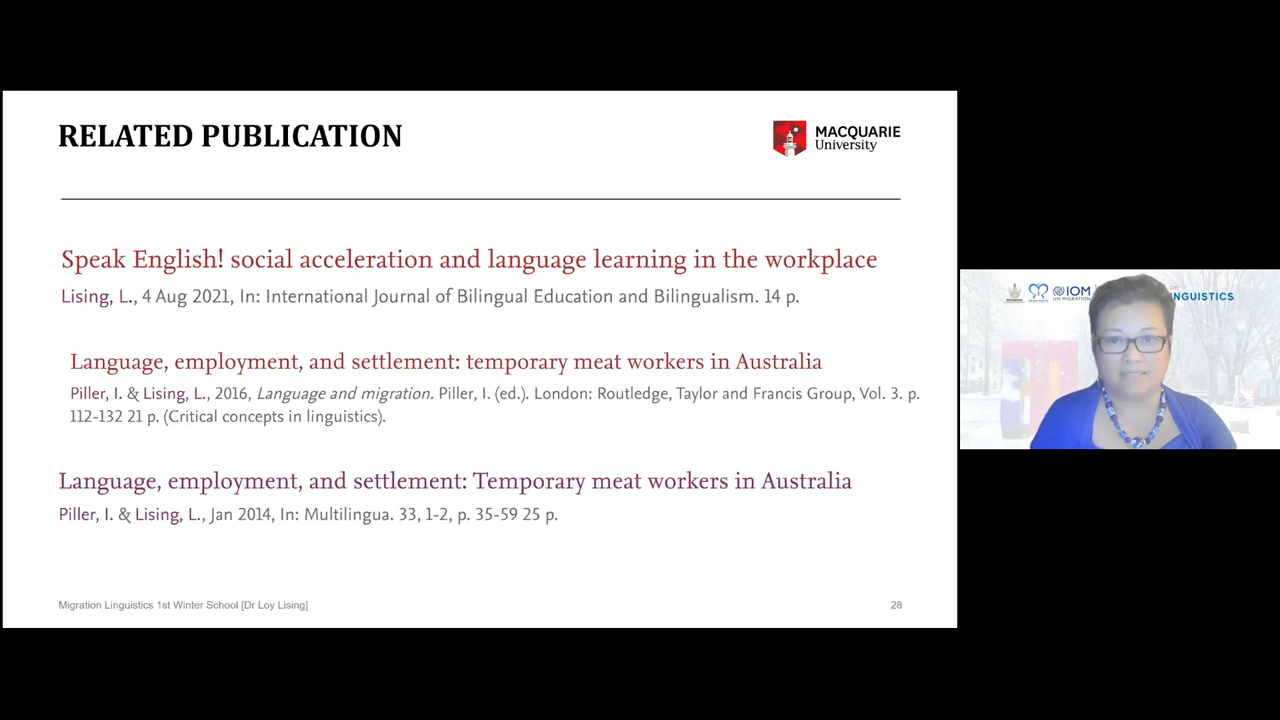 RELATED PUBLICATION
MACQUARIE
University
Speak English! social acceleration and language learning in the workplace
Lising, L., 4 Aug 2021, In: International Journal of Bilingual Education and Bilingualism. 14 p.
Language, employment, and settlement: temporary meat workers in Australia
Piller, I. & Lising, L., 2016, Language and migration. Piller, I. (ed.). London: Routledge, Taylor and Francis Group, Vol. 3. p.
112-132 21 p. (Critical concepts in linguistics).
Language, employment, and settlement: Temporary meat workers in Australia
Piller, I. & Lising, L., Jan 2014, In: Multilingua. 33, 1-2, p. 35-59 25 p.
Migration Linguistics 1st Winter School [Dr Loy Lising]
28
IOM
UN MIGRATION
on
INGUISTICS